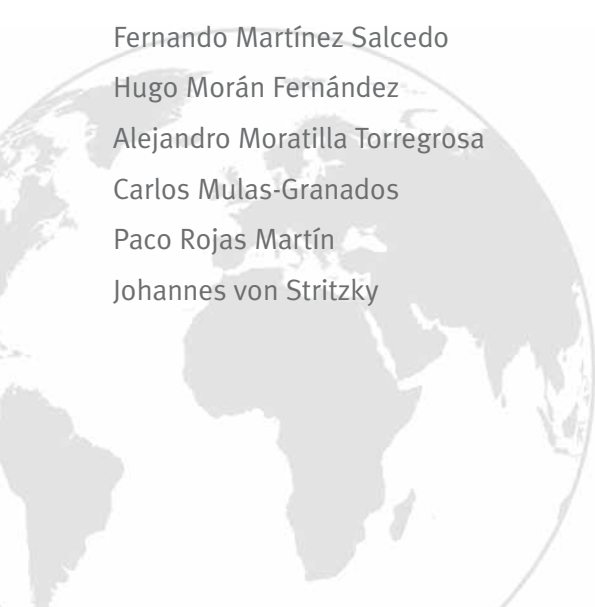 Fernando Martínez Salcedo
Hugo Morán Fernández
Alejandro Moratilla Torregrosa
Carlos Mulas-Granados
Paco Rojas Martín
Johannes von Stritzky